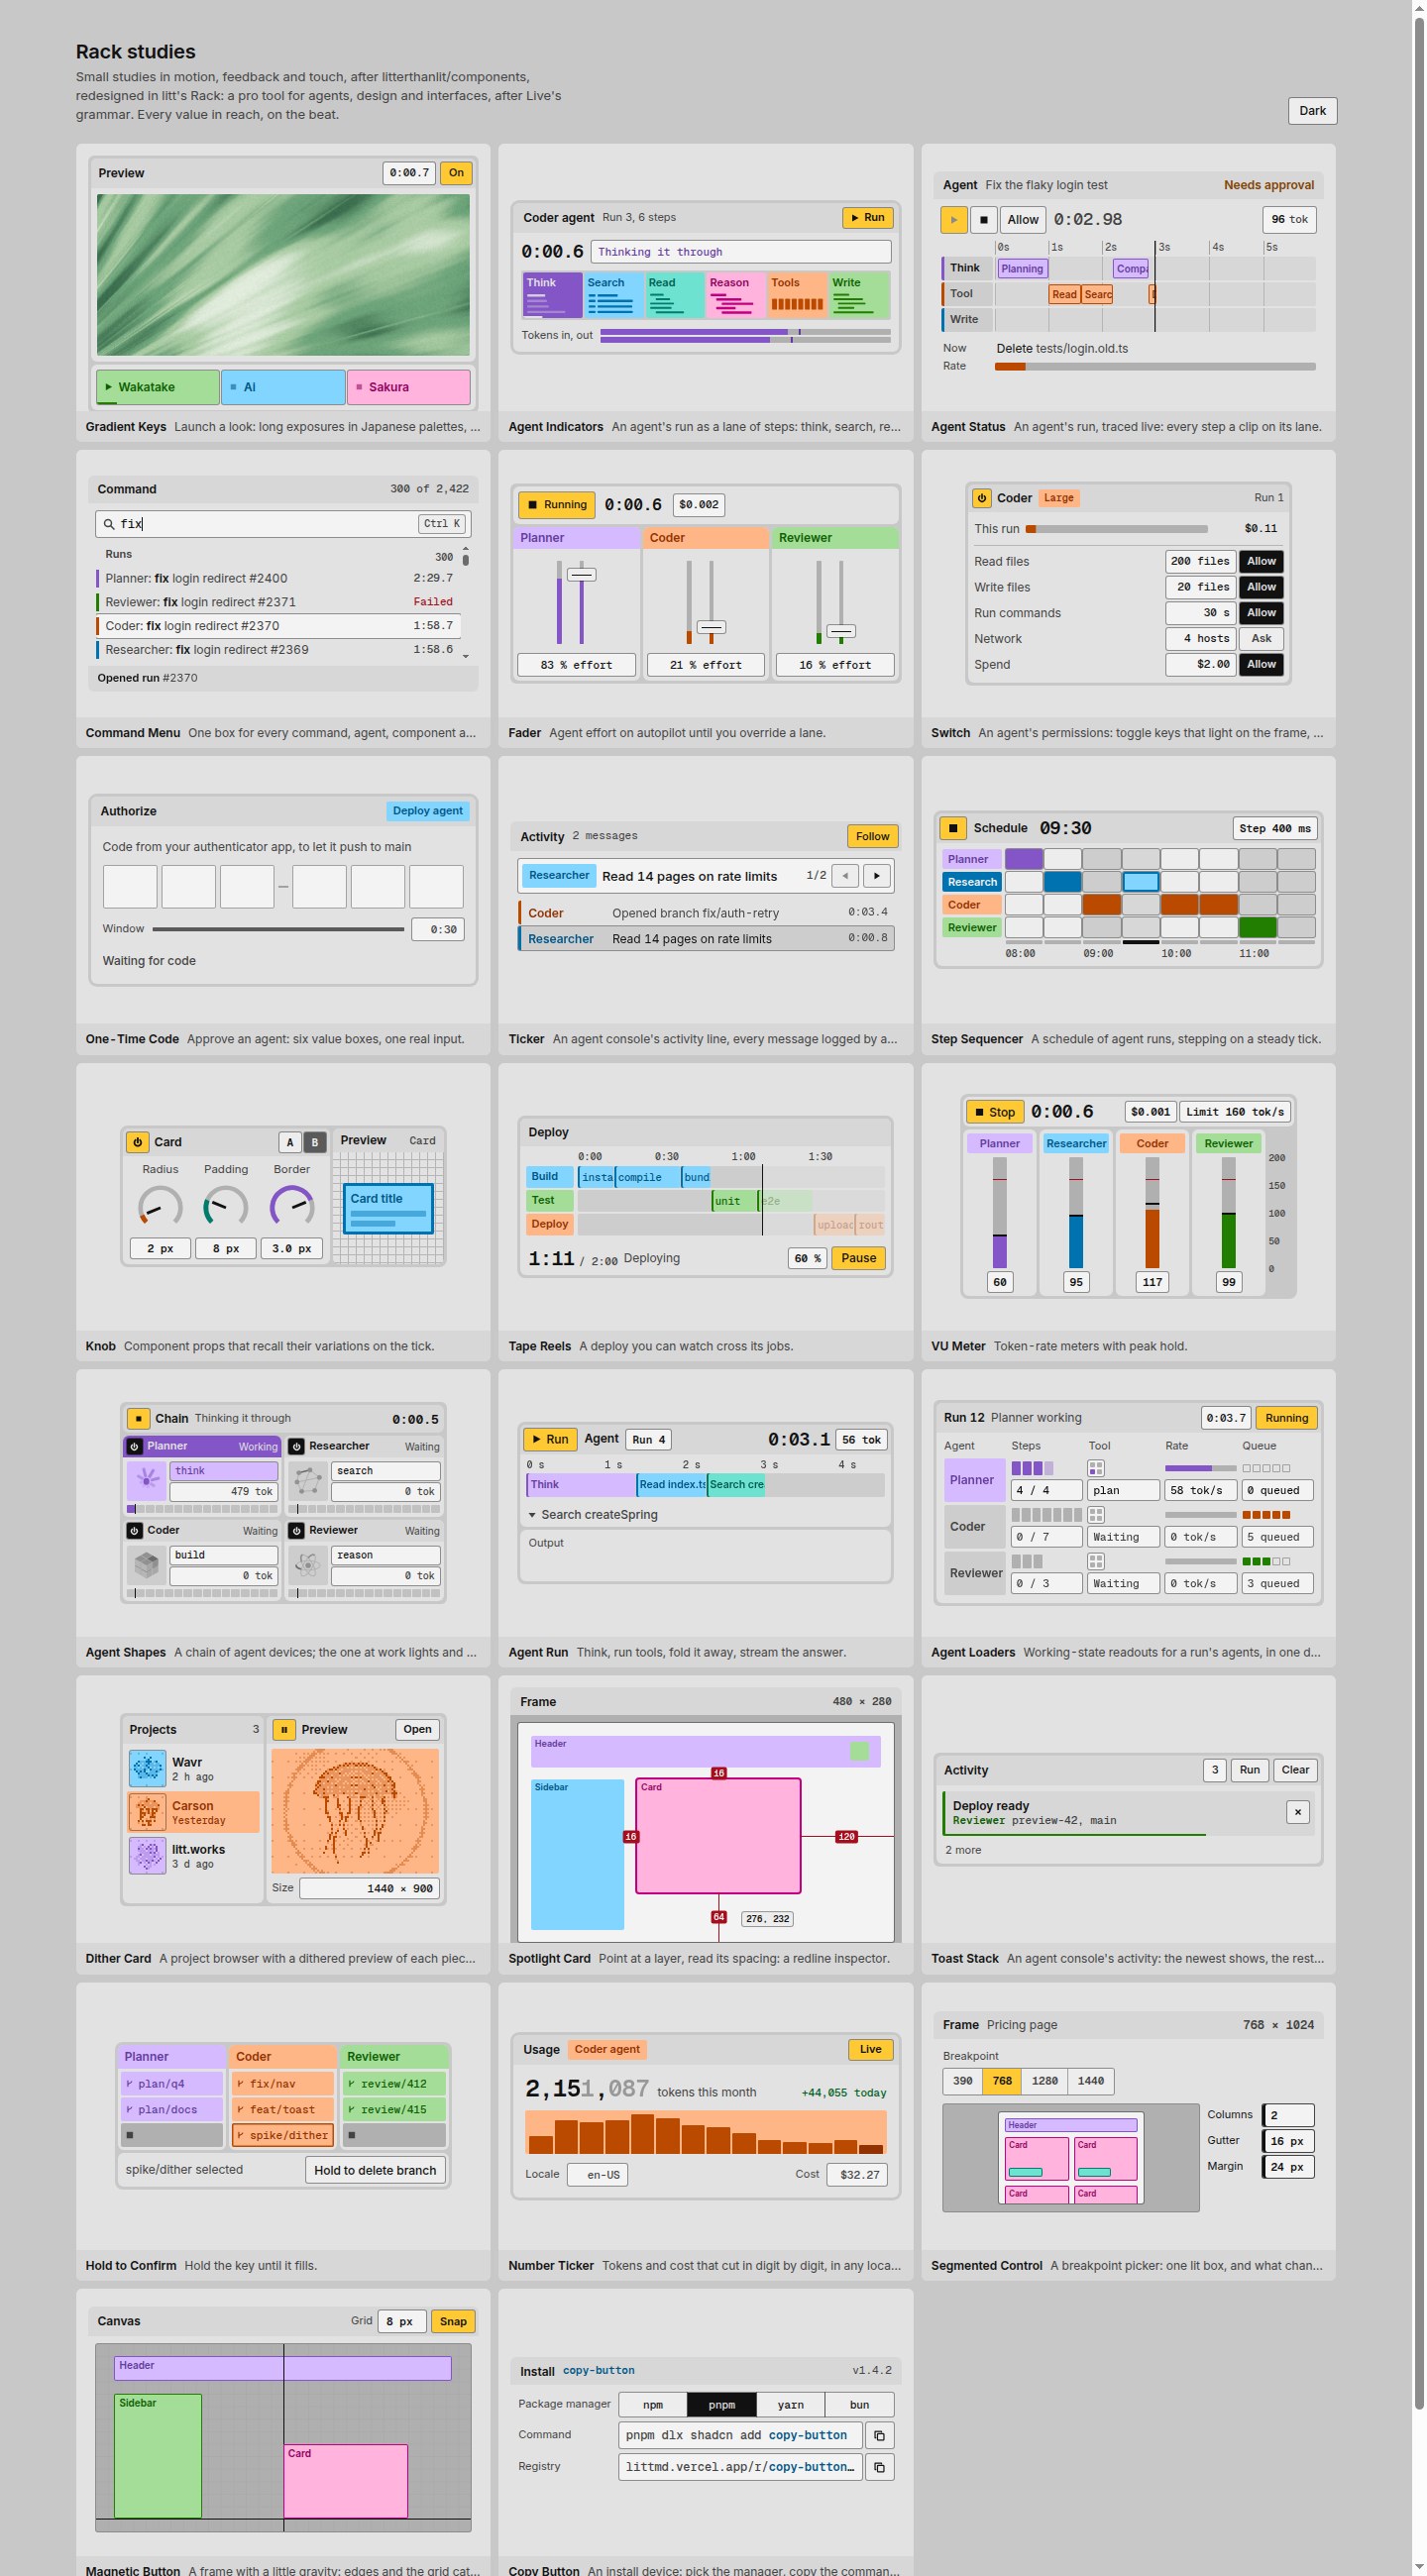 Rack studies
Small studies in motion, feedback and touch, after litterthanlit/components,
redesigned in litt's Rack: a pro tool for agents, design and interfaces, after Live's
grammar. Every value in reach, on the beat.
Dark
Preview
0:00.7
On
Wakatake
Ai
Sakura
Gradient Keys Launch a look: long exposures in Japanese palettes, ...
Coder agent Run 3, 6 steps
Run
0:00.6
Thinking it through
Think
Search
Read
Reason
Tools
Write
Tokens in, out
Agent Indicators An agent's run as a lane of steps: think, search, re...
Agent Fix the flaky login test
Needs approval
Allow
0:02.98
96 tok
0s 1s 2s 3s 4s 5s
Think
Planning
Compa
Tool
Read
Searc
Write
Now Delete tests/login.old.ts
Rate
Agent Status An agent's run, traced live: every step a clip on its lane.
Command
300 of 2,422
fix
Ctrl K
Runs
300
Planner: fix login redirect #2400 2:29.7
Reviewer: fix login redirect #2371 Failed
Coder: fix login redirect #2370 1:58.7
Researcher: fix login redirect #2369 1:58.6
Opened run #2370
Command Menu One box for every command, agent, component a...
Running
0:00.6
$0.002
Planner
Coder
Reviewer
83 % effort
21 % effort
16 % effort
Fader Agent effort on autopilot until you override a lane.
Coder
Large
Run 1
This run
$0.11
Read files 200 files Allow
Write files 20 files Allow
Run commands 30 s Allow
Network 4 hosts Ask
Spend $2.00 Allow
Switch An agent's permissions: toggle keys that light on the frame, ...
Authorize
Deploy agent
Code from your authenticator app, to let it push to main
Window
0:30
Waiting for code
One-Time Code Approve an agent: six value boxes, one real input.
Activity 2 messages
Follow
Researcher Read 14 pages on rate limits 1/2
Coder Opened branch fix/auth-retry 0:03.4
Researcher Read 14 pages on rate limits 0:00.8
Ticker An agent console's activity line, every message logged by a...
Schedule 09:30
Step 400 ms
Planner
Research
Coder
Reviewer
08:00 09:00 10:00 11:00
Step Sequencer A schedule of agent runs, stepping on a steady tick.
Card
A B
Preview Card
Radius Padding Border
Card title
2 px 8 px 3.0 px
Knob Component props that recall their variations on the tick.
Deploy
0:00 0:30 1:00 1:30
Build
insta
compile
bund
Test
unit
e2e
Deploy
upload
rout
1:11 / 2:00 Deploying
60 %
Pause
Tape Reels A deploy you can watch cross its jobs.
Stop
0:00.6
$0.001
Limit 160 tok/s
Planner Researcher Coder Reviewer
200
150
100
50
0
60 95 117 99
VU Meter Token-rate meters with peak hold.
Chain Thinking it through 0:00.5
Planner Working
think
479 tok
Researcher Waiting
search
0 tok
Coder Waiting
build
0 tok
Reviewer Waiting
reason
0 tok
Agent Shapes A chain of agent devices; the one at work lights and ...
Run
Agent
Run 4
0:03.1
56 tok
0 s 1 s 2 s 3 s 4 s
Think
Read index.ts
Search cre
Search createSpring
Output
Agent Run Think, run tools, fold it away, stream the answer.
Run 12 Planner working
0:03.7
Running
Agent Steps Tool Rate Queue
Planner
4 / 4 plan 58 tok/s 0 queued
Coder
0 / 7 Waiting 0 tok/s 5 queued
Reviewer
0 / 3 Waiting 0 tok/s 3 queued
Agent Loaders Working-state readouts for a run's agents, in one d...
Projects 3
Wavr
2 h ago
Carson
Yesterday
litt.works
3 d ago
Preview
Open
Size 1440 × 900
Dither Card A project browser with a dithered preview of each piec...
Frame
480 × 280
Header
Sidebar
Card
16
16
120
64
276, 232
Spotlight Card Point at a layer, read its spacing: a redline inspector.
Activity
3
Run
Clear
Deploy ready
Reviewer preview-42, main
×
2 more
Toast Stack An agent console's activity: the newest shows, the rest...
Planner Coder Reviewer
plan/q4 fix/nav review/412
plan/docs feat/toast review/415
spike/dither
spike/dither selected
Hold to delete branch
Hold to Confirm Hold the key until it fills.
Usage
Coder agent
Live
2,151,087 tokens this month
+44,055 today
Locale en-US
Cost $32.27
Number Ticker Tokens and cost that cut in digit by digit, in any loca...
Frame Pricing page
768 × 1024
Breakpoint
390 768 1280 1440
Header
Card
Card
Card
Card
Columns 2
Gutter 16 px
Margin 24 px
Segmented Control A breakpoint picker: one lit box, and what chan...
Canvas
Grid 8 px
Snap
Header
Sidebar
Card
Magnetic Button A frame with a little gravity: edges and the grid cat...
Install copy-button
v1.4.2
Package manager npm pnpm yarn bun
Command pnpm dlx shadcn add copy-button
Registry littmd.vercel.app/r/copy-button…
Copy Button An install device: pick the manager, copy the comman...